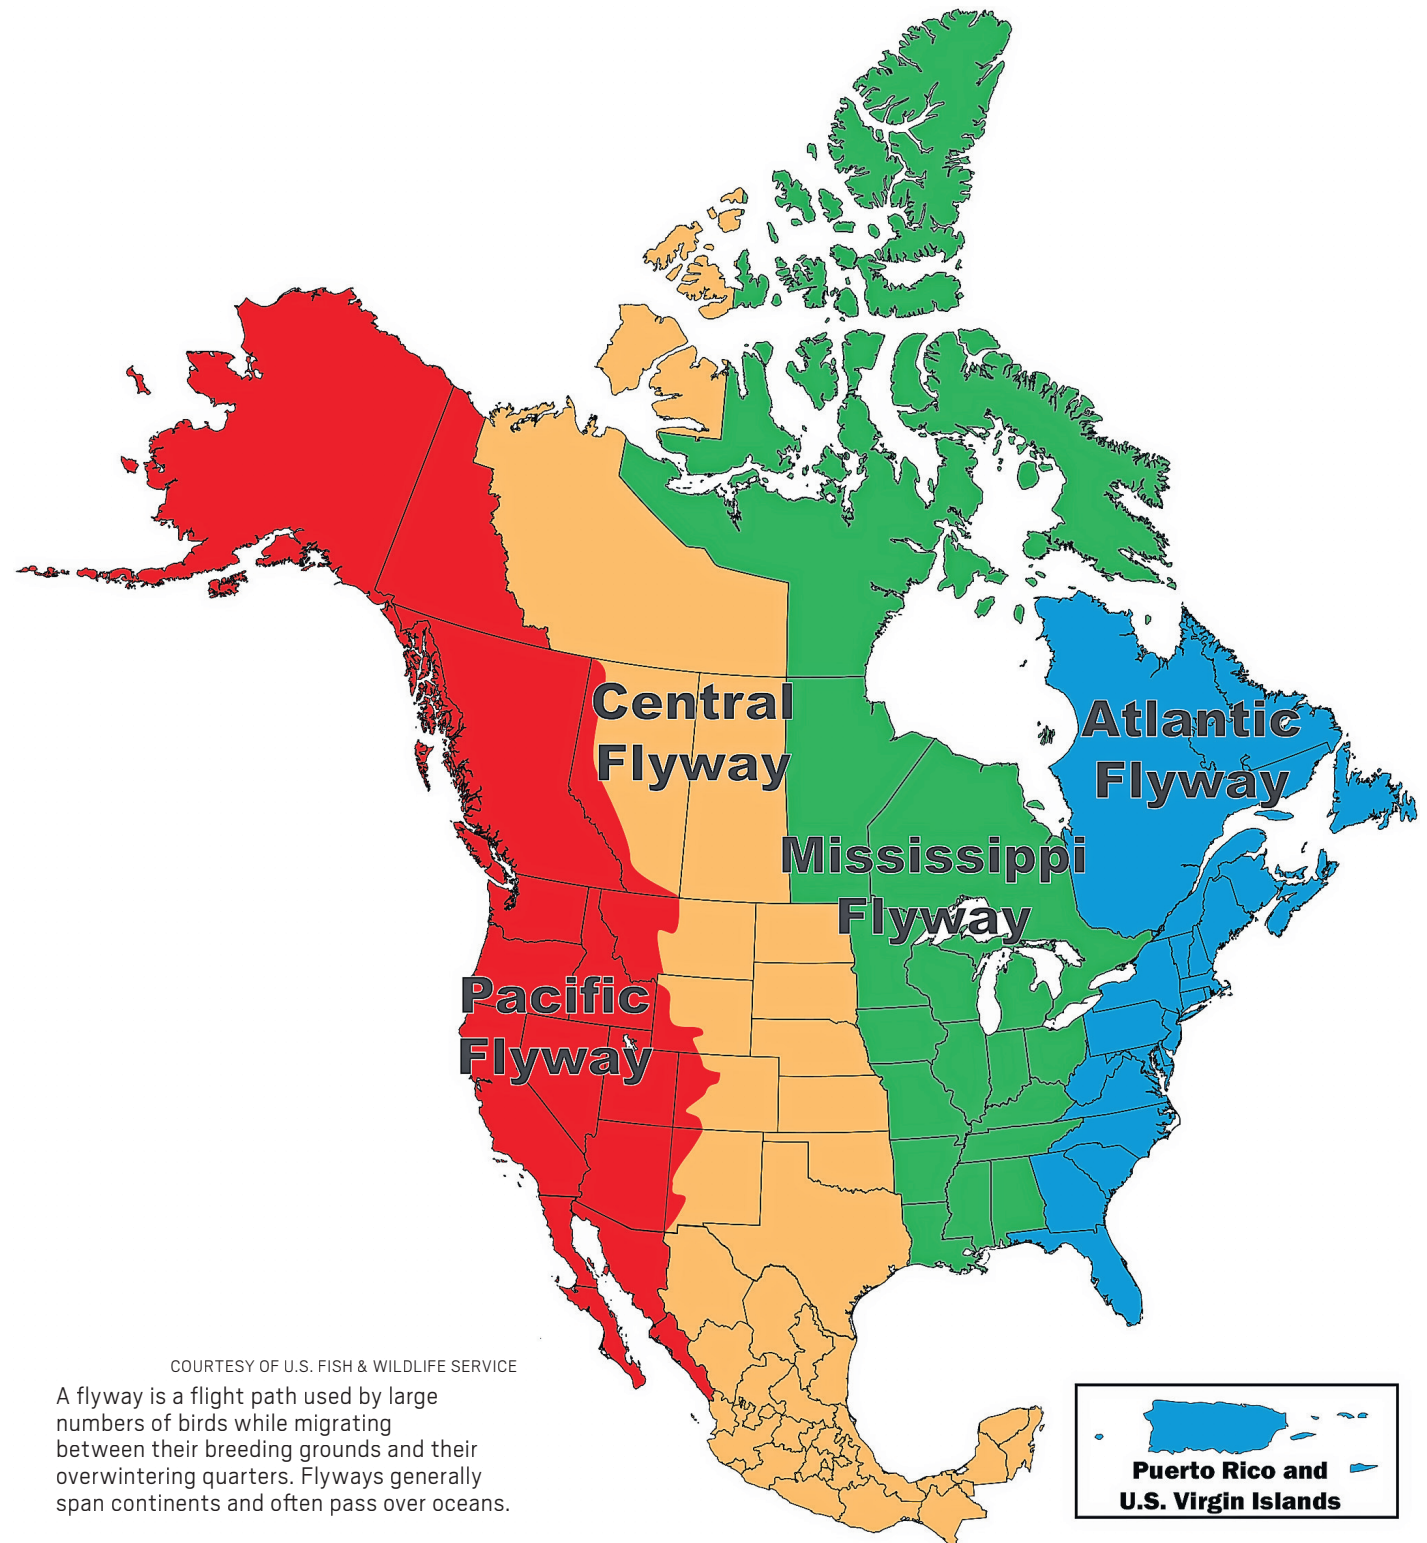 Central
Flyway
Atlantic
Flyway
Mississippi
Flyway
Pacific
Flyway
COURTESY OF U.S. FISH & WILDLIFE SERVICE
A flyway is a flight path used by large
numbers of birds while migrating
between their breeding grounds and their
overwintering quarters. Flyways generally
span continents and often pass over oceans.
Puerto Rico and
U.S. Virgin Islands